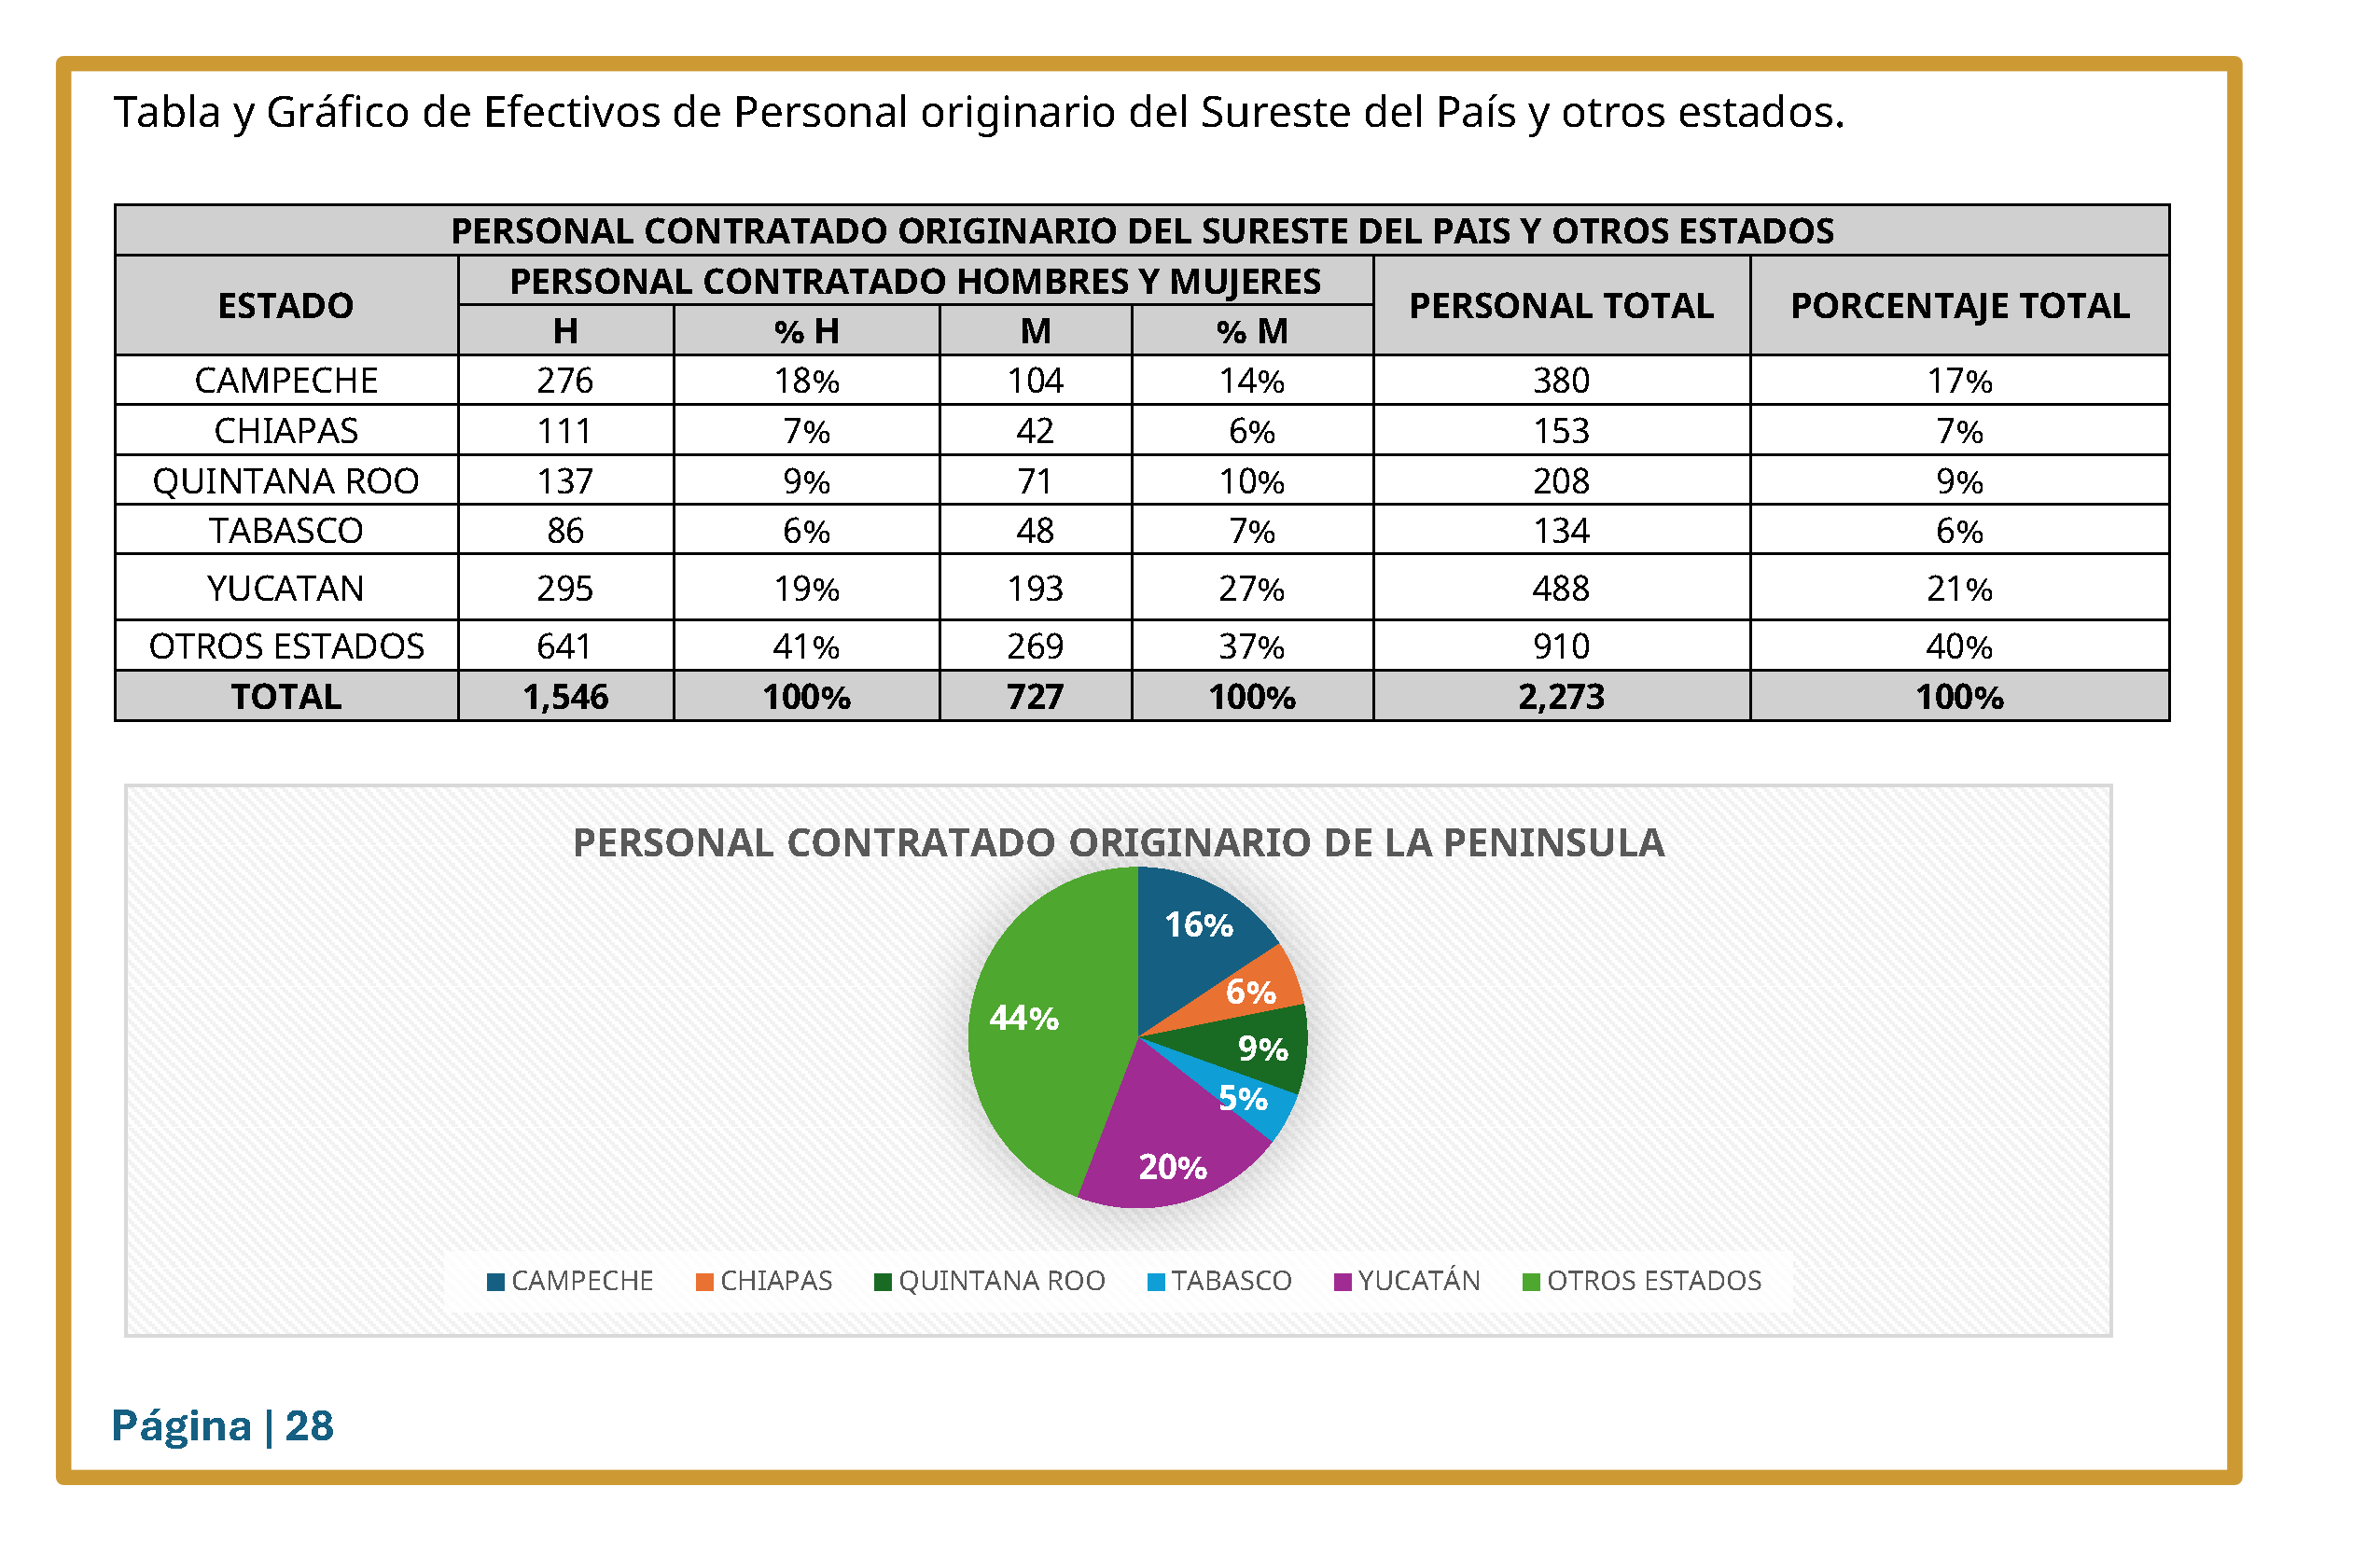 Tabla y Gráfico de Efectivos de Personal originario del Sureste del País y otros estados.
PERSONAL CONTRATADO ORIGINARIO DEL SURESTE DEL PAIS Y OTROS ESTADOS
ESTADO PERSONAL CONTRATADO HOMBRES Y MUJERES PERSONAL TOTAL PORCENTAJE TOTAL
H % H M % M
CAMPECHE 276 18% 104 14% 380 17%
CHIAPAS 111 7% 42 6% 153 7%
QUINTANA ROO 137 9% 71 10% 208 9%
TABASCO 86 6% 48 7% 134 6%
YUCATAN 295 19% 193 27% 488 21%
OTROS ESTADOS 641 41% 269 37% 910 40%
TOTAL 1,546 100% 727 100% 2,273 100%
PERSONAL CONTRATADO ORIGINARIO DE LA PENINSULA
16%
6%
44%
9%
5%
20%
CAMPECHE CHIAPAS QUINTANA ROO TABASCO YUCATÁN OTROS ESTADOS
Página | 28